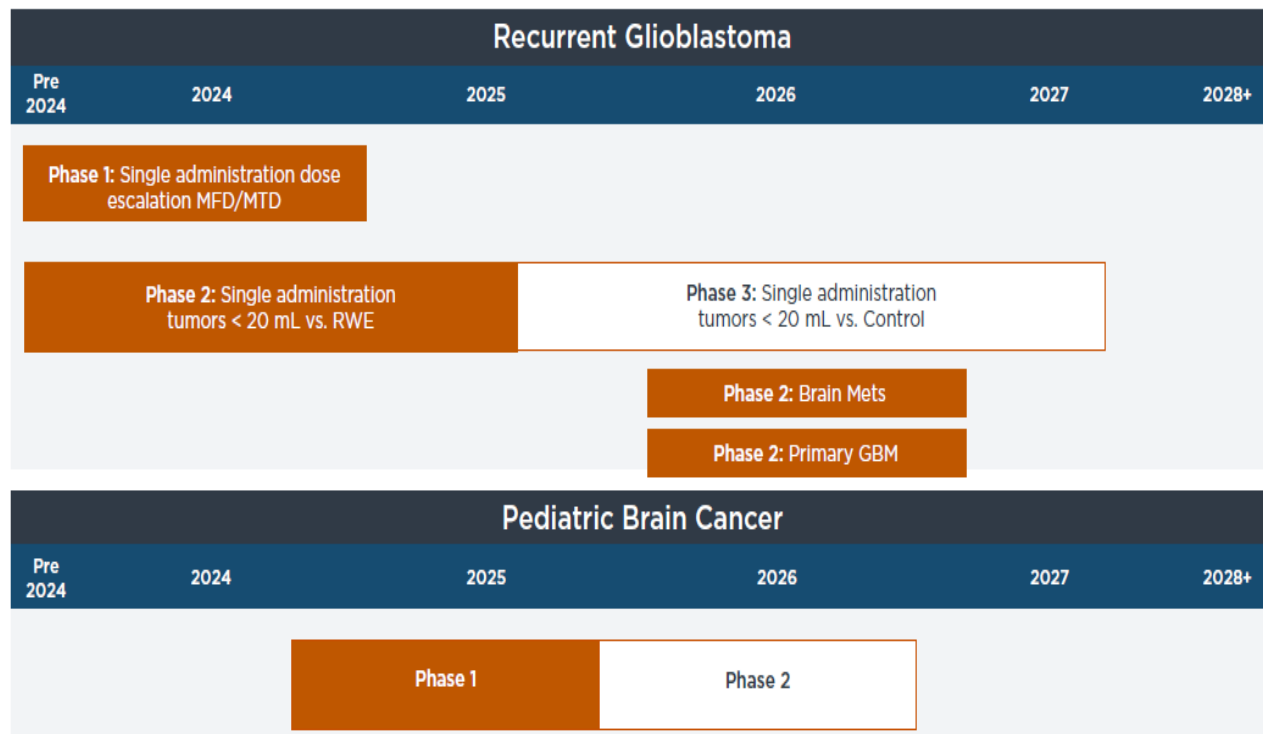 Recurrent Glioblastoma
Pre
2024
2024
2025
2026
2027
2028+
Phase 1: Single administration dose
escalation MFD/MTD
Phase 2: Single administration
tumors < 20 mL vs. RWE
Phase 3: Single administration
tumors < 20 mL vs. Control
Phase 2: Brain Mets
Phase 2: Primary GBM
Pediatric Brain Cancer
Pre
2024
2024
2025
2026
2027
2028+
Phase 1
Phase 2